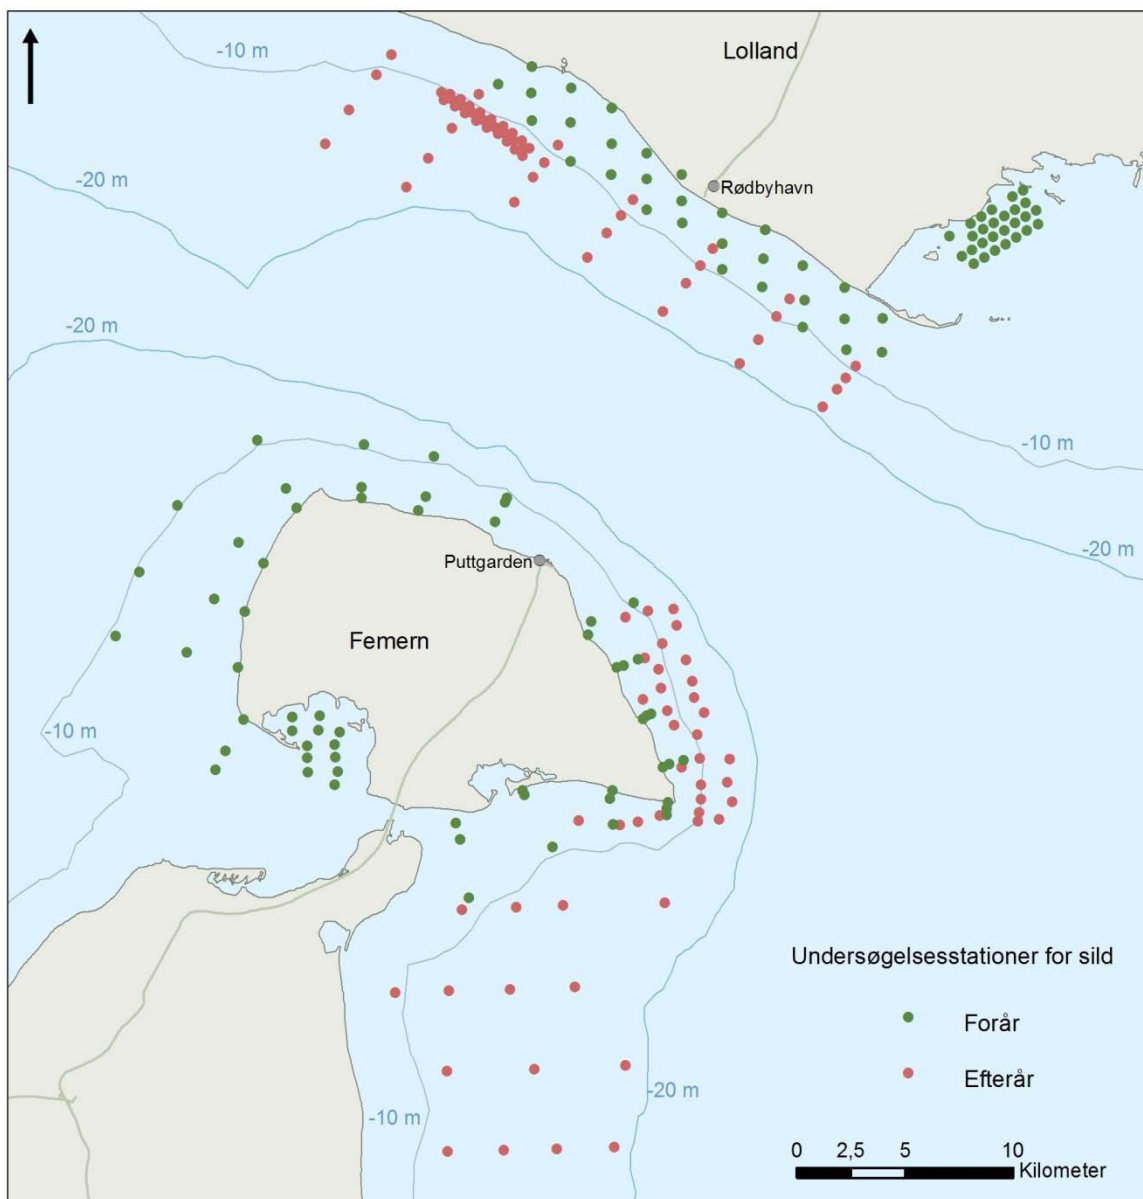 -10 m
Lolland
-20 m
Rødbyhavn
-20 m
-10 m
-20 m
Puttgarden
Femern
-10 m
Undersøgelsesstationer for sild
Forår
Efterår
-20 m
-10 m
0 2,5 5 10
Kilometer